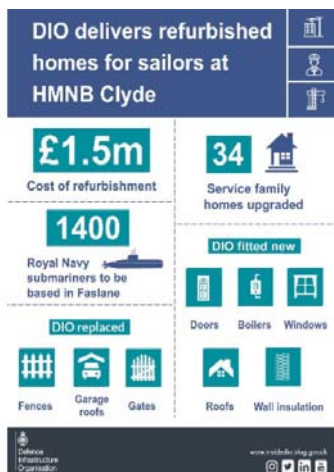 DIO delivers refurbished
homes for sailors at
HMNB Clyde
£1.5m
Cost of refurbishment
34
Service family
homes upgraded
1400
Royal Navy
submariners to be
based in Faslane
DIO fitted new
Doors
Boilers
Windows
Roofs
Wall insulation
DIO replaced
Fences
Garage
roofs
Gates
Defence
Infrastructure
Organisation